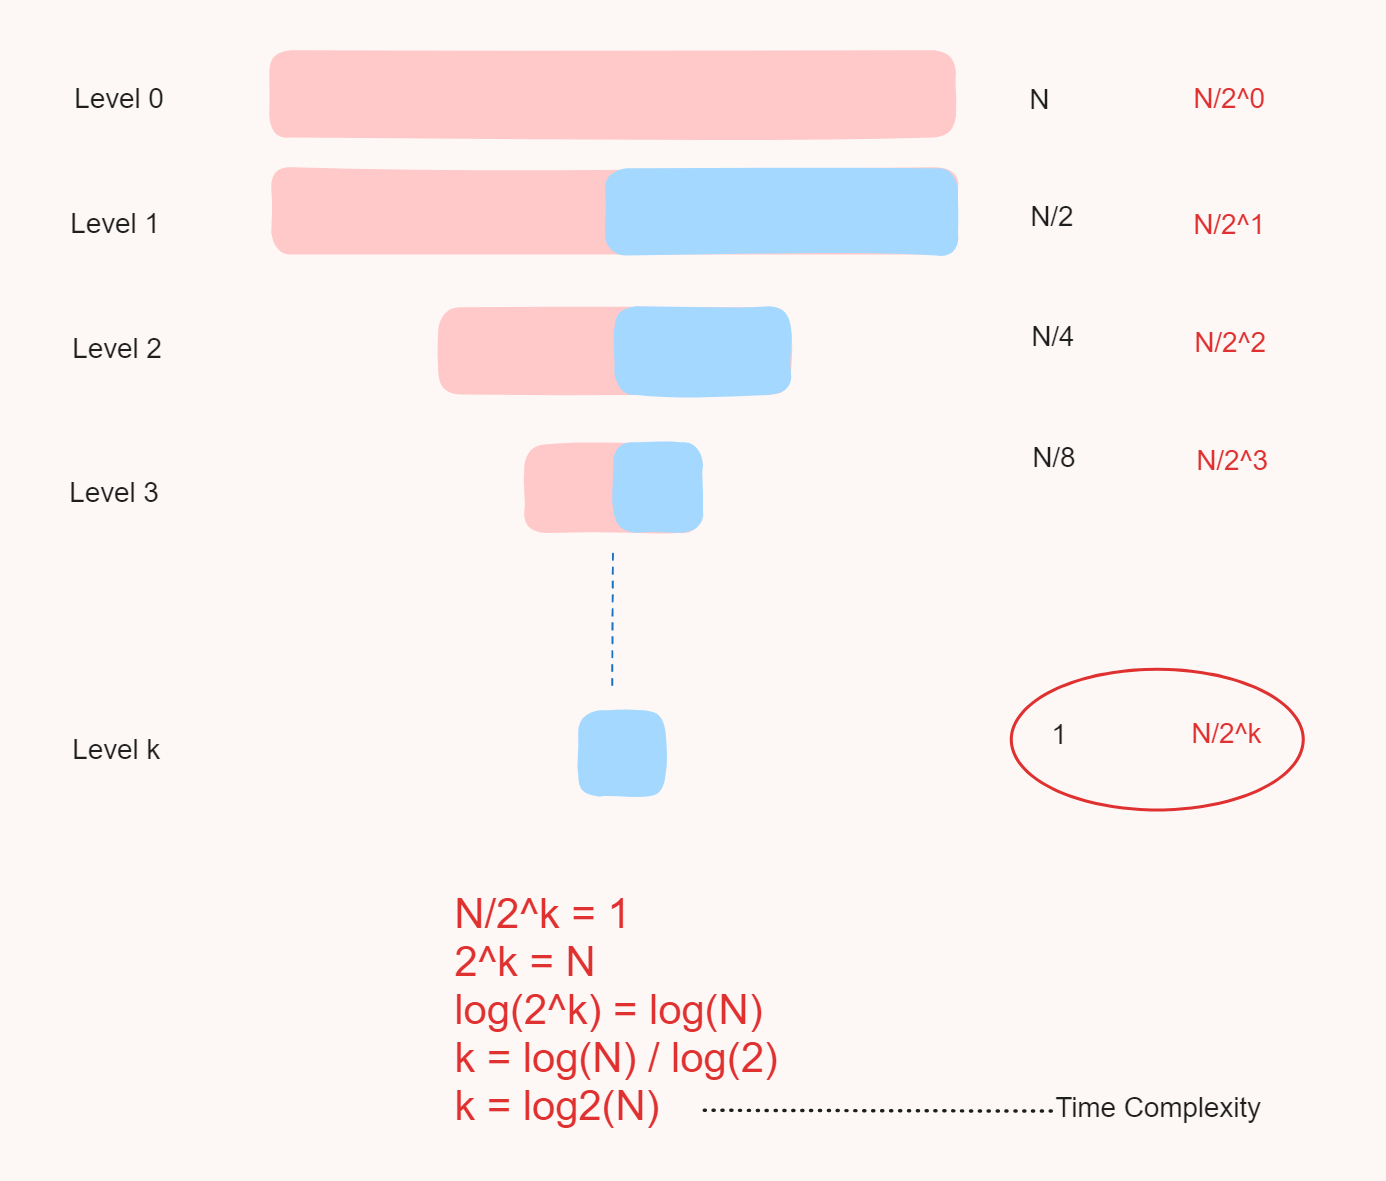 Level 0 N N/2^0
Level 1 N/2 N/2^1
Level 2 N/4 N/2^2
Level 3 N/8 N/2^3
Level k 1 N/2^k
N/2^k = 1
2^k = N
log(2^k) = log(N)
k = log(N) / log(2)
k = log2(N) Time Complexity